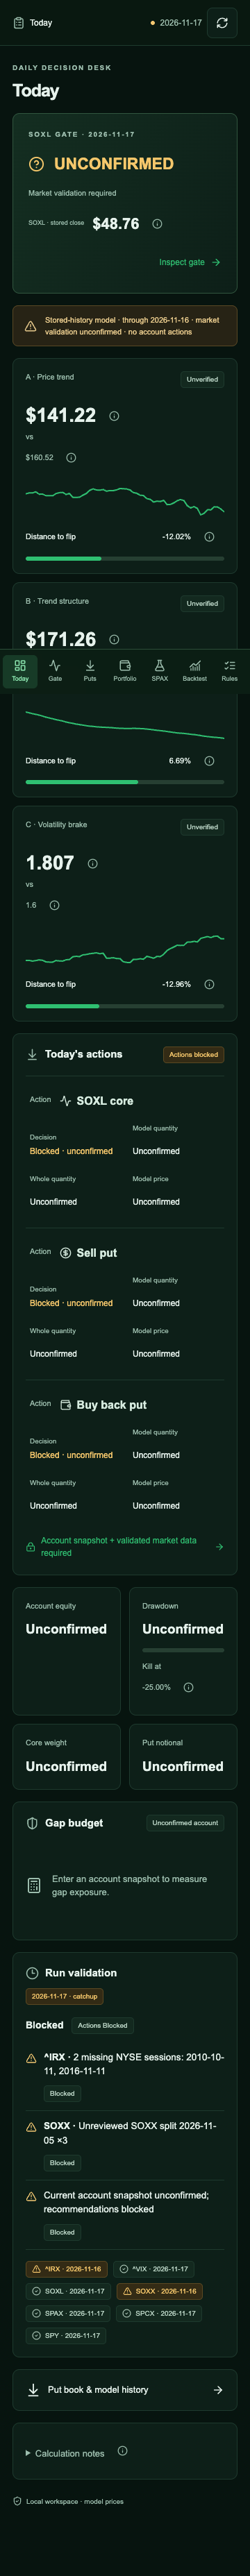 Today
2026-11-17
DAILY DECISION DESK
Today
SOXL GATE · 2026-11-17
UNCONFIRMED
Market validation required
SOXL · stored close $48.76
Inspect gate
Stored-history model · through 2026-11-16 · market
validation unconfirmed · no account actions
A · Price trend
Unverified
$141.22
vs
$160.52
Distance to flip -12.02%
B · Trend structure
Unverified
$171.26
Today Gate Puts Portfolio SPAX Backtest Rules
Distance to flip 6.69%
C · Volatility brake
Unverified
1.807
vs
1.6
Distance to flip -12.96%
Today's actions
Actions blocked
Action SOXL core
Decision
Blocked · unconfirmed
Model quantity
Unconfirmed
Whole quantity
Unconfirmed
Model price
Unconfirmed
Action Sell put
Decision
Blocked · unconfirmed
Model quantity
Unconfirmed
Whole quantity
Unconfirmed
Model price
Unconfirmed
Action Buy back put
Decision
Blocked · unconfirmed
Model quantity
Unconfirmed
Whole quantity
Unconfirmed
Model price
Unconfirmed
Account snapshot + validated market data
required
Account equity
Unconfirmed
Drawdown
Unconfirmed
Kill at
-25.00%
Core weight
Unconfirmed
Put notional
Unconfirmed
Gap budget
Unconfirmed account
Enter an account snapshot to measure
gap exposure.
Run validation
2026-11-17 · catchup
Blocked Actions Blocked
^IRX · 2 missing NYSE sessions: 2010-10-
11, 2016-11-11
Blocked
SOXX · Unreviewed SOXX split 2026-11-
05 ×3
Blocked
Current account snapshot unconfirmed;
recommendations blocked
Blocked
^IRX · 2026-11-16
^VIX · 2026-11-17
SOXL · 2026-11-17
SOXX · 2026-11-16
SPAX · 2026-11-17
SPCX · 2026-11-17
SPY · 2026-11-17
Put book & model history
Calculation notes
Local workspace · model prices